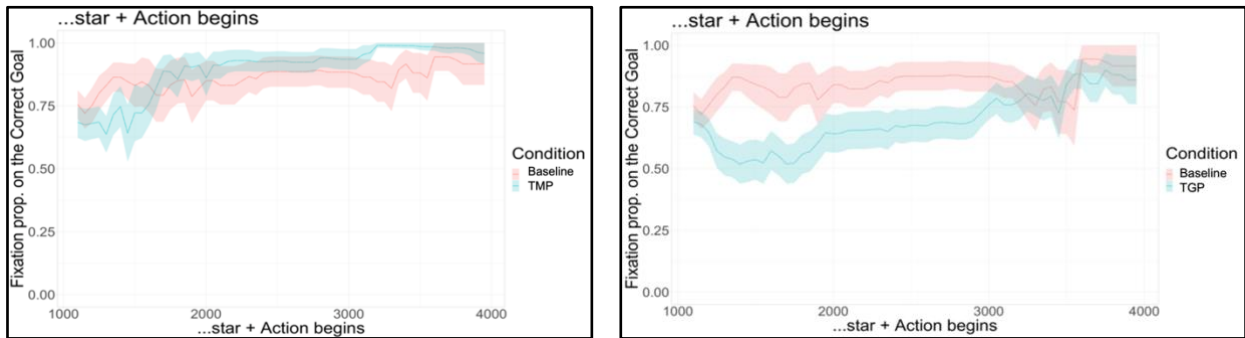 ...star + Action begins
Fixation prop. on the Correct Goal
1.00
0.75
0.50
0.25
0.00
1000
2000
3000
4000
...star + Action begins
Condition
Baseline
TMP
...star + Action begins
Fixation prop. on the Correct Goal
1.00
0.75
0.50
0.25
0.00
1000
2000
3000
4000
...star + Action begins
Condition
Baseline
TGP